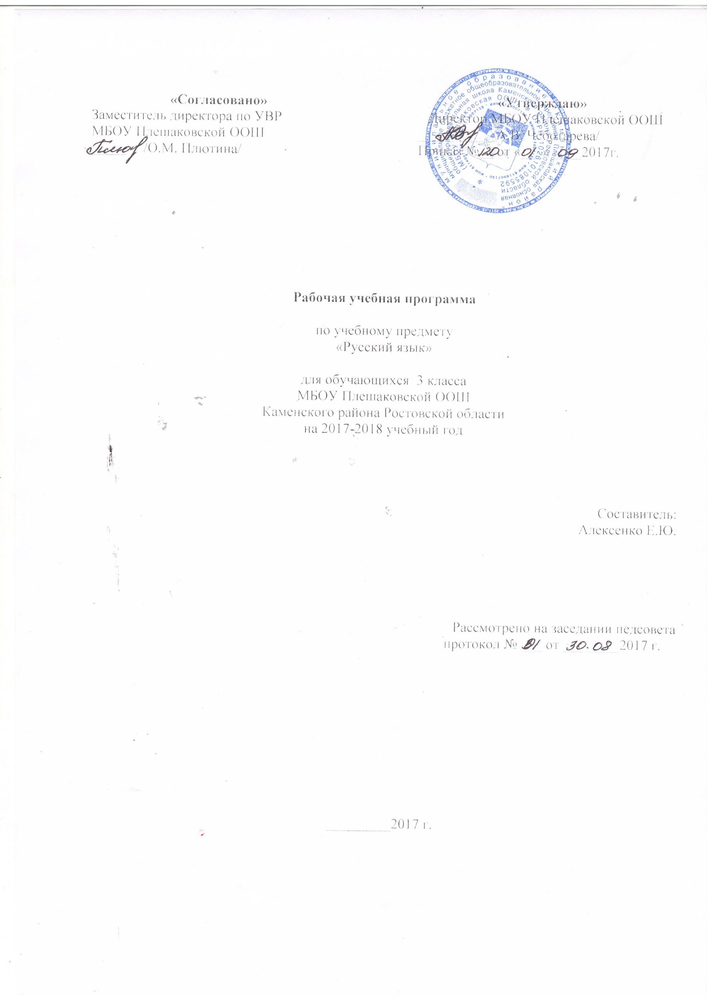 «Согласовано»
Заместитель директора по УВР
МБОУ Плешаковской ООШ
/О.М. Плютина/
«Утверждаю»
Директор МБОУ Плешаковской ООШ
/А.В. Чеботарева/
Приказ № 120 от «01» 09 2017г.
Рабочая учебная программа
по учебному предмету
«Русский язык»
для обучающихся 3 класса
МБОУ Плешаковской ООШ
Каменского района Ростовской области
на 2017-2018 учебный год
Составитель:
Алексенко Е.Ю.
Рассмотрено на заседании педсовета
протокол № 01 от 30.08 2017 г.
2017 г.